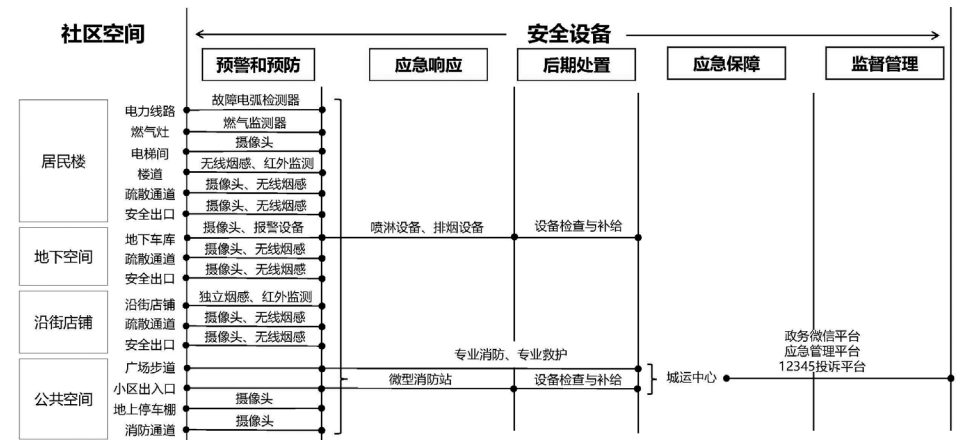 社区空间
安全设备
预警和预防
应急响应
后期处置
应急保障
监督管理
居民楼
电力线路
故障电弧检测器
燃气灶
燃气监测器
电梯间
摄像头
楼道
无线烟感、红外监测
疏散通道
摄像头、无线烟感
安全出口
摄像头、无线烟感
地下空间
地下车库
摄像头、报警设备
喷淋设备、排烟设备
设备检查与补给
疏散通道
摄像头、无线烟感
安全出口
摄像头、无线烟感
沿街店铺
沿街店铺
独立烟感、红外监测
疏散通道
摄像头、无线烟感
安全出口
摄像头、无线烟感
公共空间
广场步道
专业消防、专业救护
小区出入口
微型消防站
设备检查与补给
地上停车棚
摄像头
消防通道
摄像头
城运中心
政务微信平台
应急管理平台
12345投诉平台